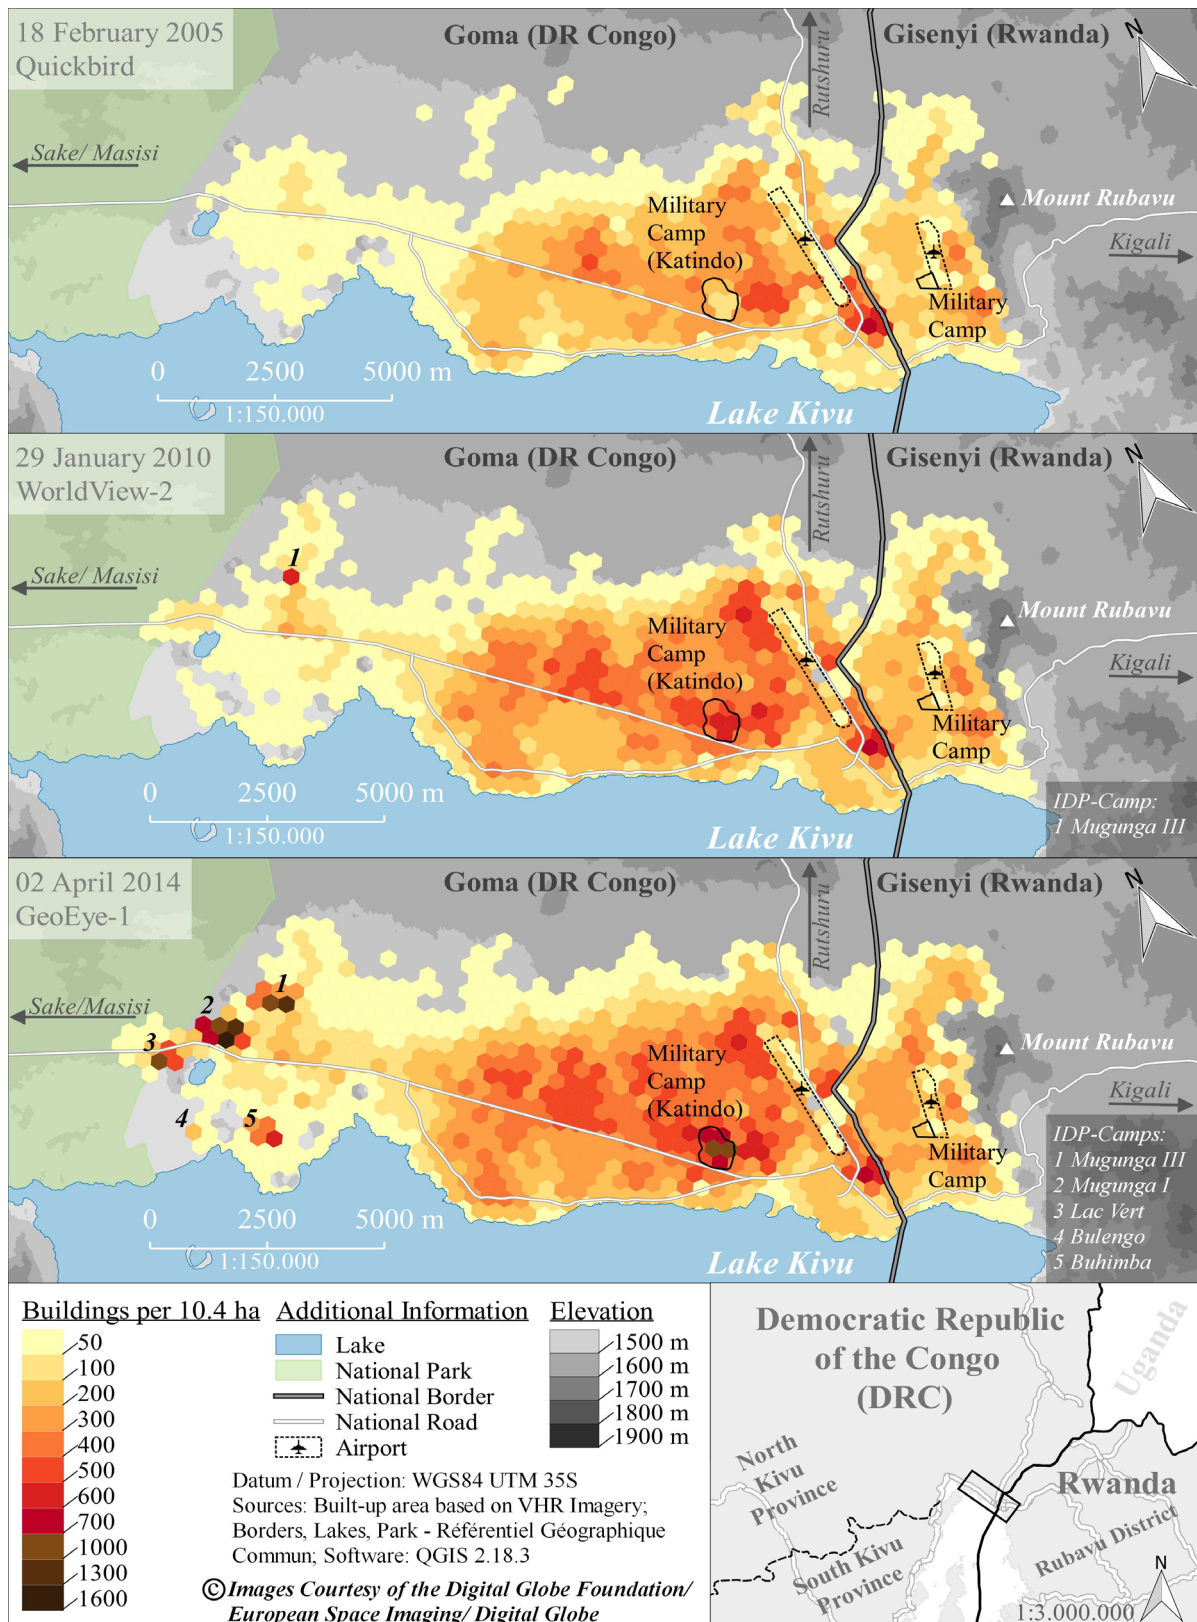 18 February 2005
Quickbird
Goma (DR Congo)
Gisenyi (Rwanda)
N
Rutshuru
Sake/ Masisi
Military
Camp
(Katindo)
Mount Rubavu
Kigali
Military
Camp
0 2500 5000 m
1:150.000
Lake Kivu
29 January 2010
WorldView-2
Goma (DR Congo)
Gisenyi (Rwanda)
N
Rutshuru
1
Sake/ Masisi
Military
Camp
(Katindo)
Mount Rubavu
Kigali
Military
Camp
0 2500 5000 m
1:150.000
Lake Kivu
IDP-Camp:
1 Mugunga III
02 April 2014
GeoEye-1
Goma (DR Congo)
Gisenyi (Rwanda)
N
Rutshuru
1
2
3
4
5
Sake/Masisi
Military
Camp
(Katindo)
Mount Rubavu
Kigali
Military
Camp
0 2500 5000 m
1:150.000
Lake Kivu
IDP-Camps:
1 Mugunga III
2 Mugunga I
3 Lac Vert
4 Bulengo
5 Buhimba
Buildings per 10.4 ha
50
100
200
300
400
500
600
700
1000
1300
1600
Additional Information
Lake
National Park
National Border
National Road
Airport
Elevation
1500 m
1600 m
1700 m
1800 m
1900 m
Datum / Projection: WGS84 UTM 35S
Sources: Built-up area based on VHR Imagery;
Borders, Lakes, Park - Référentiel Géographique
Commun; Software: QGIS 2.18.3
© Images Courtesy of the Digital Globe Foundation/
European Space Imaging/ Digital Globe
Democratic Republic
of the Congo
(DRC)
Uganda
North
Kivu
Province
Rwanda
Rubavu District
South Kivu
Province
N
1:3.000.000